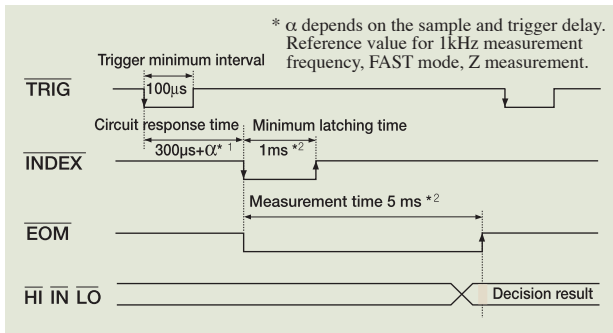 * α depends on the sample and trigger delay.
Reference value for 1kHz measurement
frequency, FAST mode, Z measurement.
Trigger minimum interval
TRIG
100μs
Circuit response time
Minimum latching time
300μs+α* 1
1ms *2
INDEX
Measurement time 5 ms *2
EOM
HI IN LO
Decision result